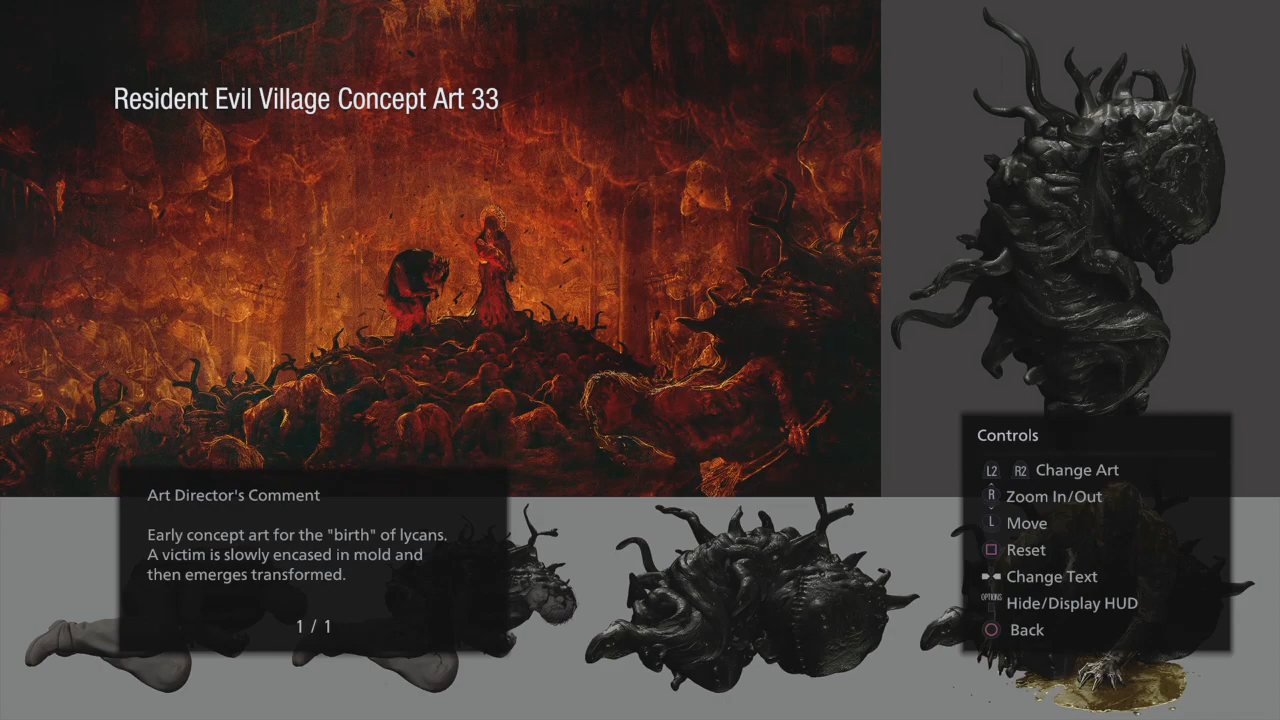 Resident Evil Village Concept Art 33
Art Director's Comment
Early concept art for the "birth" of lycans.
A victim is slowly encased in mold and
then emerges transformed.
1 / 1
Controls
L2 R2 Change Art
R Zoom In/Out
L Move
Reset
Change Text
OPTIONS Hide/Display HUD
Back